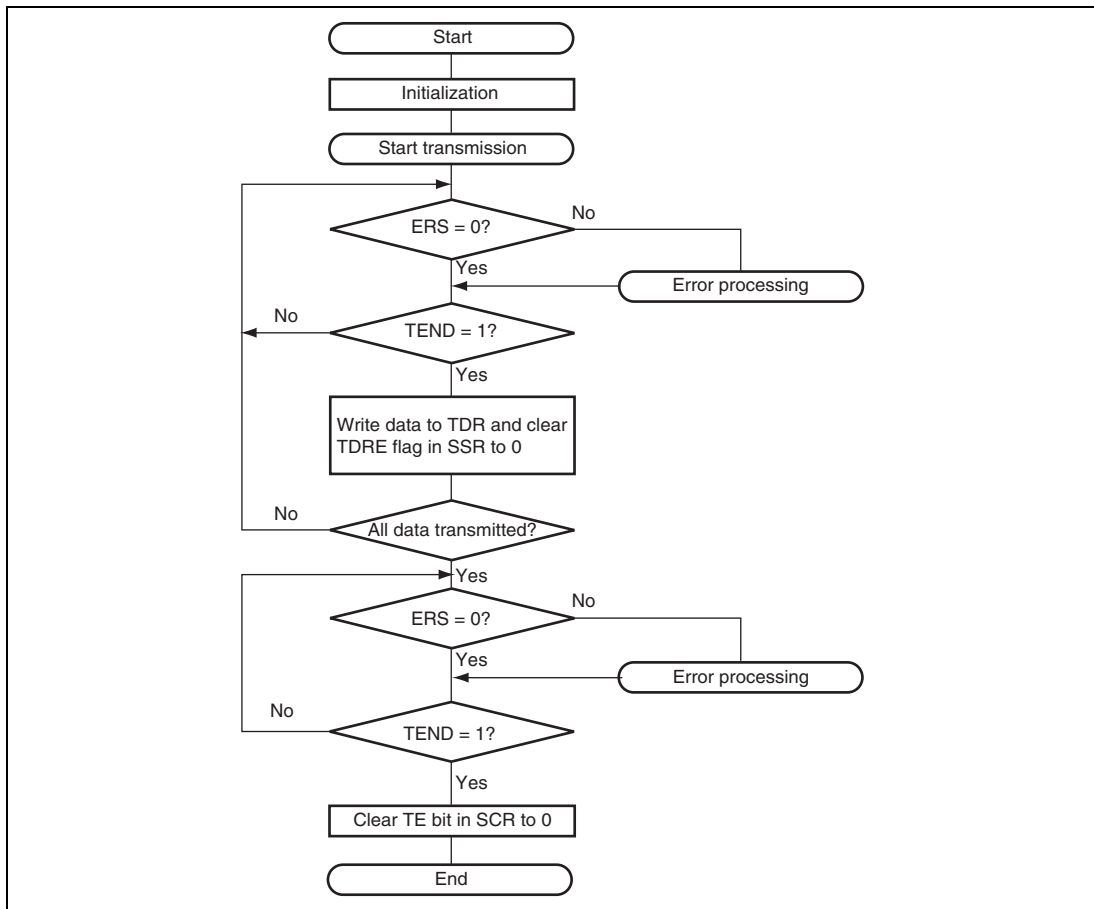 Start
Initialization
Start transmission
ERS = 0?
No
Yes
Error processing
No
TEND = 1?
Yes
Write data to TDR and clear
TDRE flag in SSR to 0
No
All data transmitted?
Yes
ERS = 0?
No
Yes
Error processing
No
TEND = 1?
Yes
Clear TE bit in SCR to 0
End